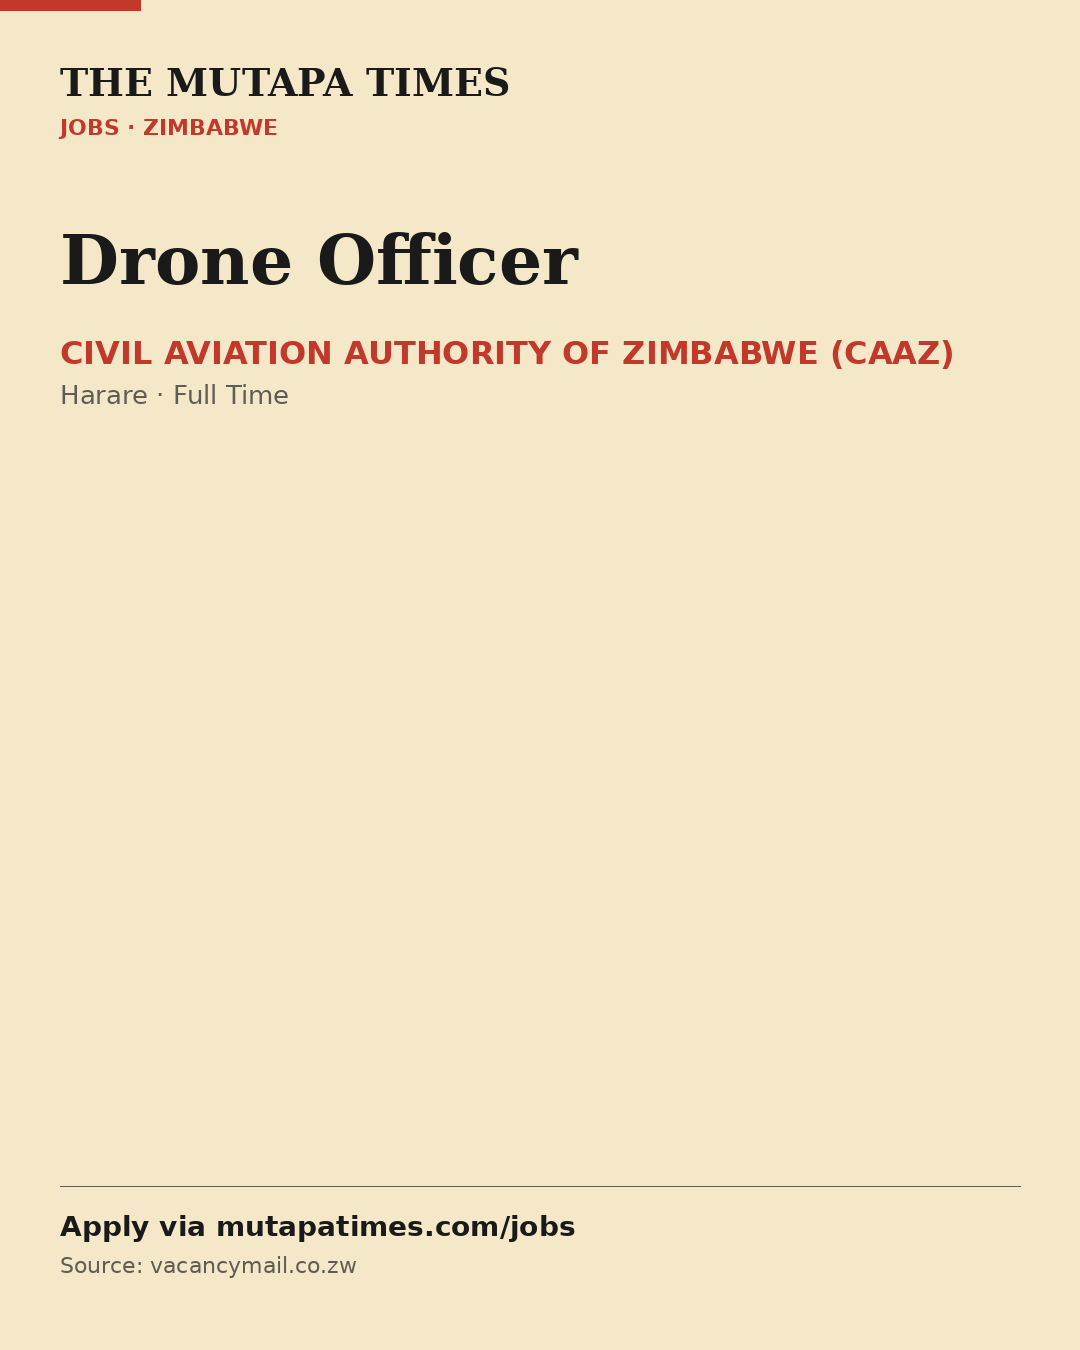 THE MUTAPA TIMES
JOBS · ZIMBABWE
Drone Officer
CIVIL AVIATION AUTHORITY OF ZIMBABWE (CAAZ)
Harare · Full Time
Apply via mutapatimes.com/jobs
Source: vacancymail.co.zw